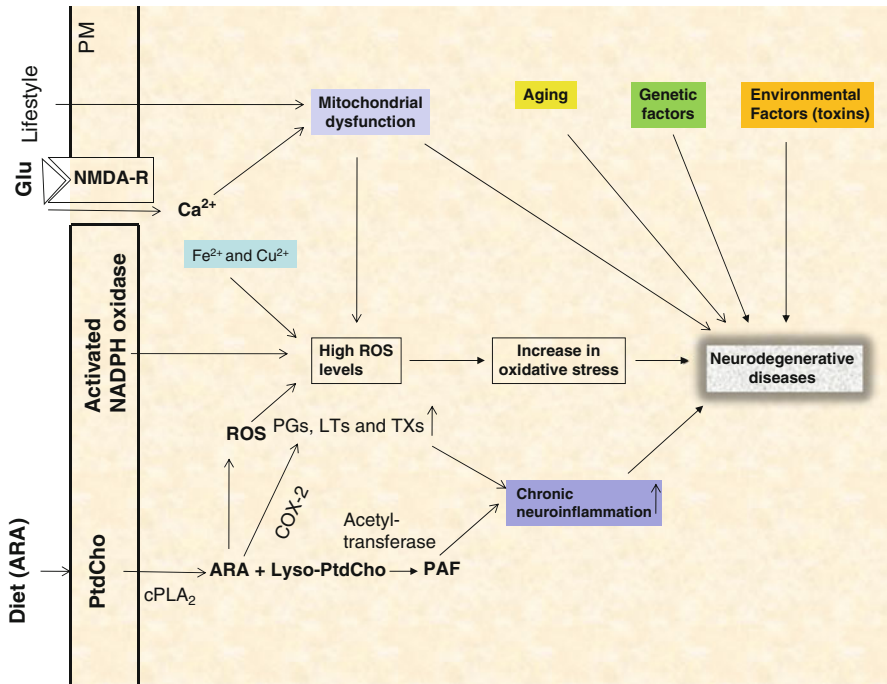 PM
Lifestyle
Mitochondrial
dysfunction
Aging
Genetic
factors
Environmental
Factors (toxins)
Glu
NMDA-R
Ca²⁺
Fe²⁺ and Cu²⁺
Activated
NADPH oxidase
High ROS
levels
Increase in
oxidative stress
Neurodegenerative
diseases
ROS
PGs, LTs and TXs
COX-2
Chronic
neuroinflammation
Acetyl-
transferase
Diet (ARA)
PtdCho
cPLA₂
ARA + Lyso-PtdCho
PAF